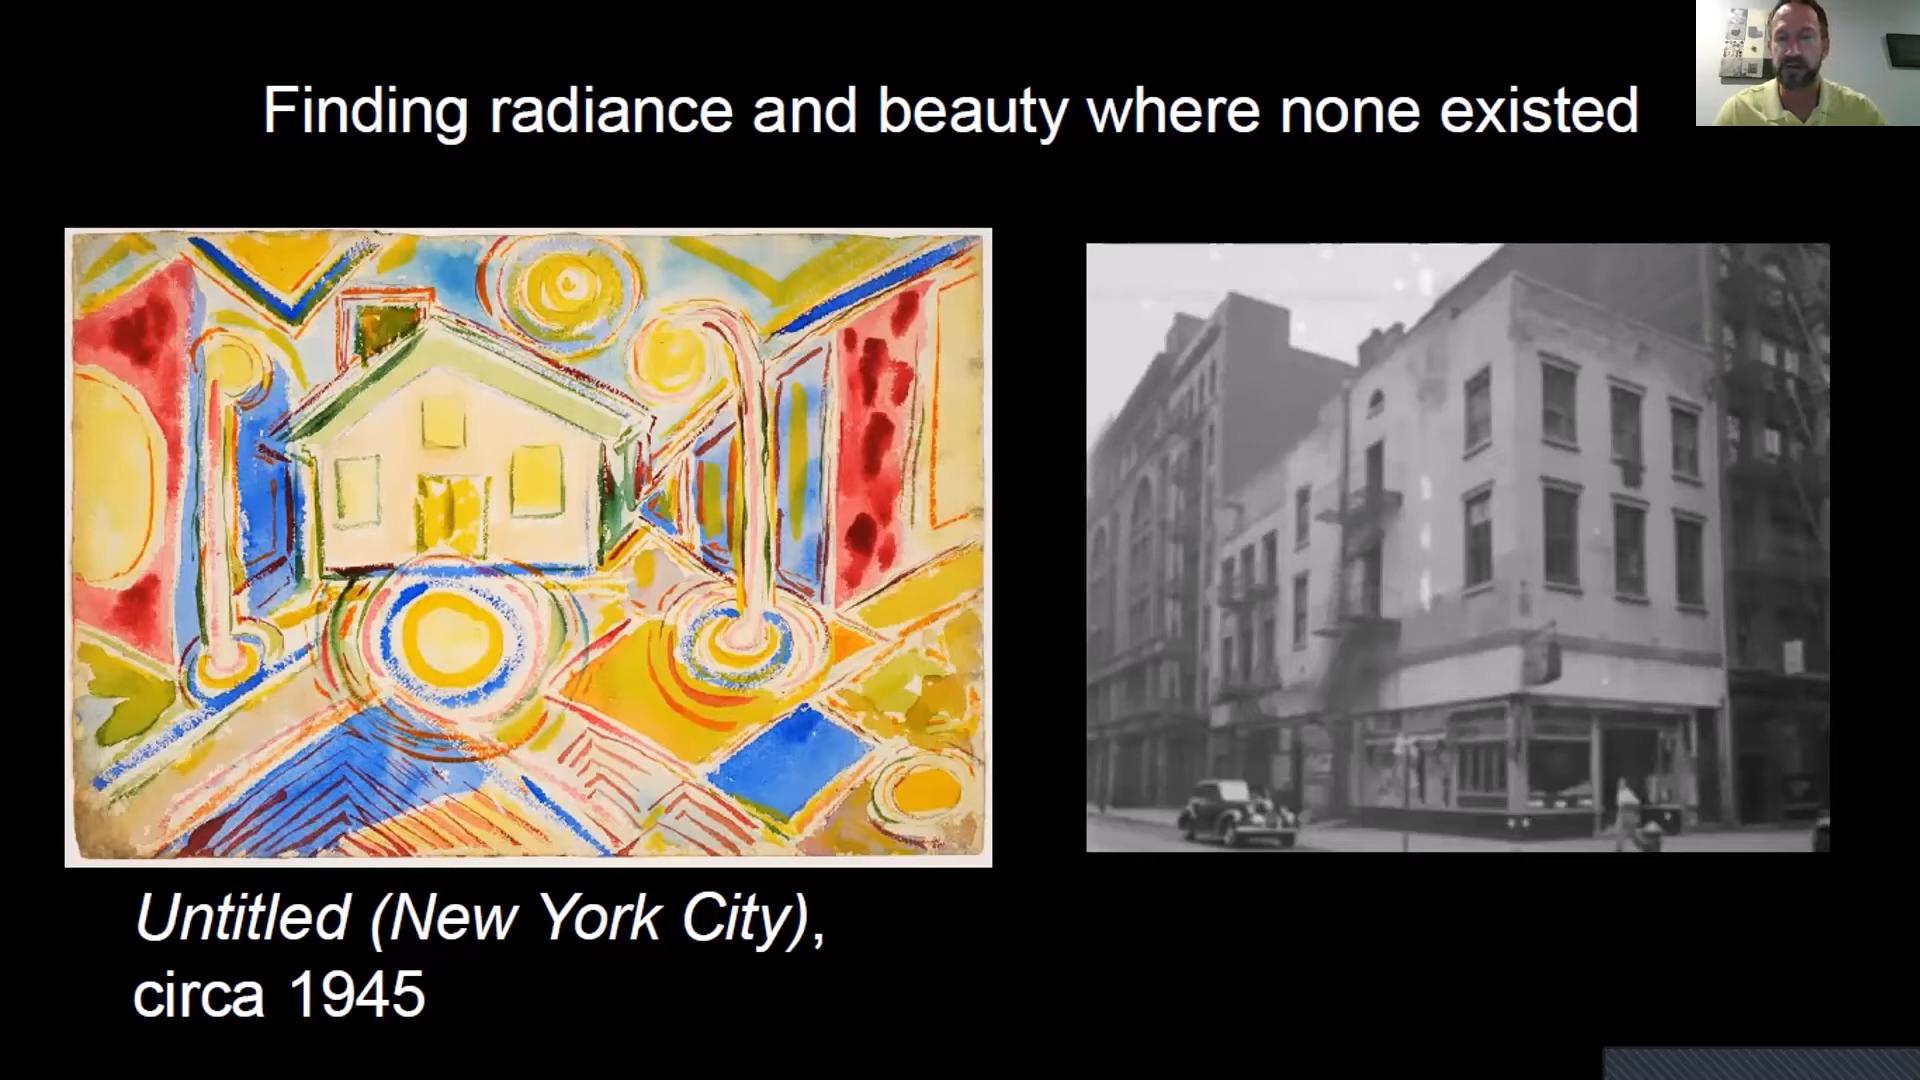 Finding radiance and beauty where none existed
Untitled (New York City),
circa 1945